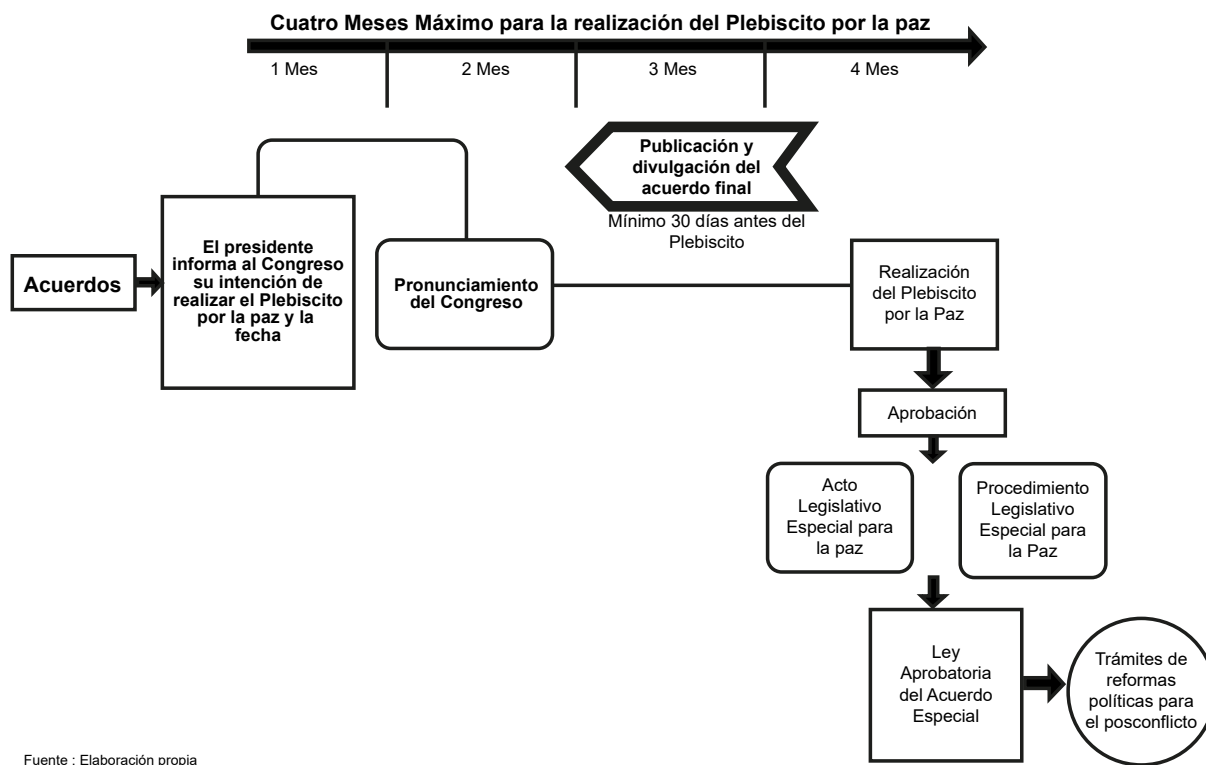 Cuatro Meses Máximo para la realización del Plebiscito por la paz
1 Mes
2 Mes
3 Mes
4 Mes
Publicación y
divulgación del
acuerdo final
Mínimo 30 días antes del
Plebiscito
Acuerdos
El presidente
informa al Congreso
su intención de
realizar el Plebiscito
por la paz y la
fecha
Pronunciamiento
del Congreso
Realización
del Plebiscito
por la Paz
Aprobación
Acto
Legislativo
Especial para
la paz
Procedimiento
Legislativo
Especial para
la Paz
Ley
Aprobatoria
del Acuerdo
Especial
Trámites de
reformas
políticas para
el posconflicto
Fuente : Elaboración propia